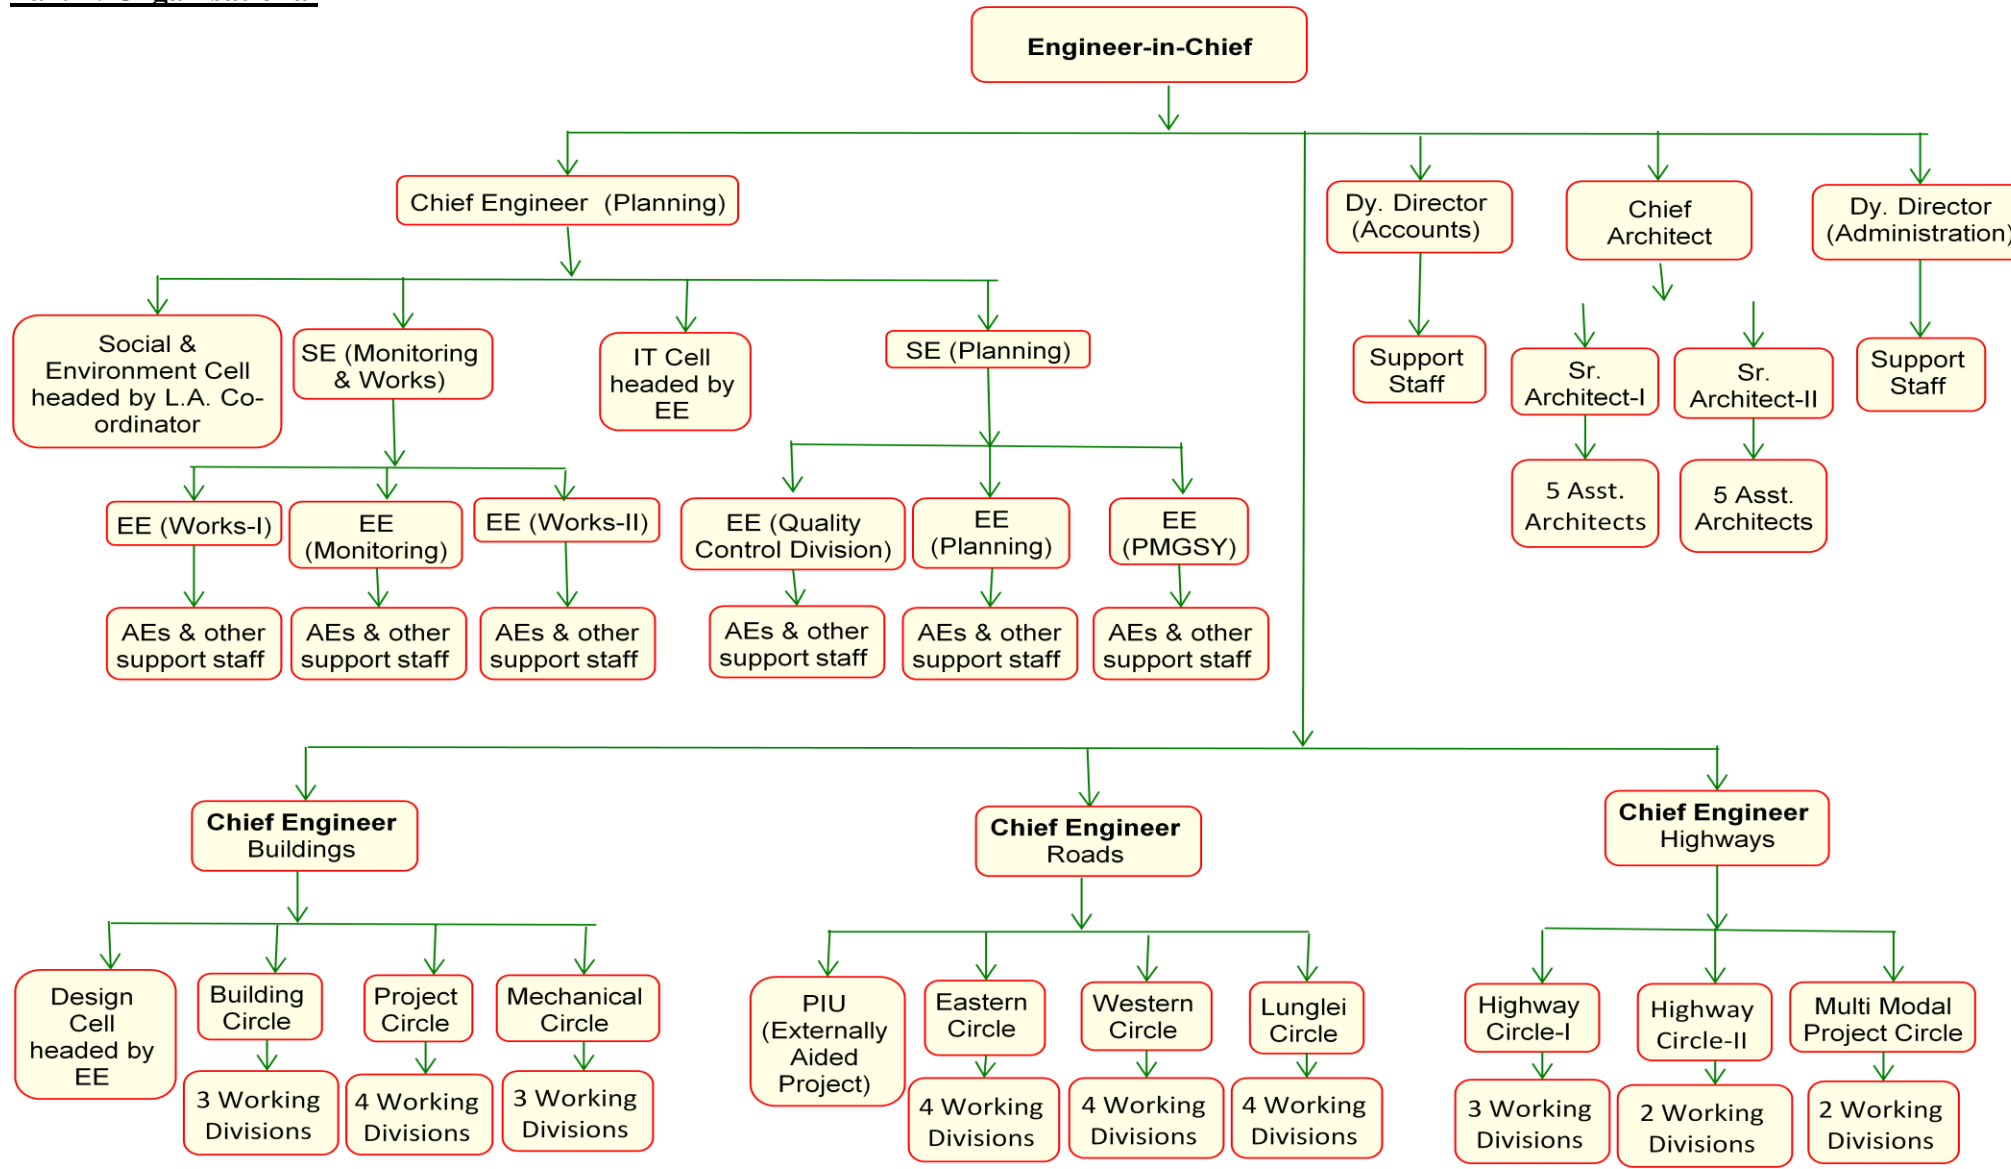 Engineer-in-Chief
Chief Engineer (Planning)
Dy. Director
(Accounts)
Chief
Architect
Dy. Director
(Administration)
Social &
Environment Cell
headed by L.A. Co-
ordinator
SE (Monitoring
& Works)
IT Cell
headed by
EE
SE (Planning)
Support
Staff
Sr.
Architect-I
Sr.
Architect-II
Support
Staff
EE (Works-I)
EE
(Monitoring)
EE (Works-II)
EE (Quality
Control Division)
EE
(Planning)
EE
(PMGSY)
5 Asst.
Architects
5 Asst.
Architects
AEs & other
support staff
AEs & other
support staff
AEs & other
support staff
AEs & other
support staff
AEs & other
support staff
AEs & other
support staff
Chief Engineer
Buildings
Chief Engineer
Roads
Chief Engineer
Highways
Design
Cell
headed by
EE
Building
Circle
Project
Circle
Mechanical
Circle
PIU
(Externally
Aided
Project)
Eastern
Circle
Western
Circle
Lunglei
Circle
Highway
Circle-I
Highway
Circle-II
Multi Modal
Project Circle
3 Working
Divisions
4 Working
Divisions
3 Working
Divisions
4 Working
Divisions
4 Working
Divisions
4 Working
Divisions
3 Working
Divisions
2 Working
Divisions
2 Working
Divisions